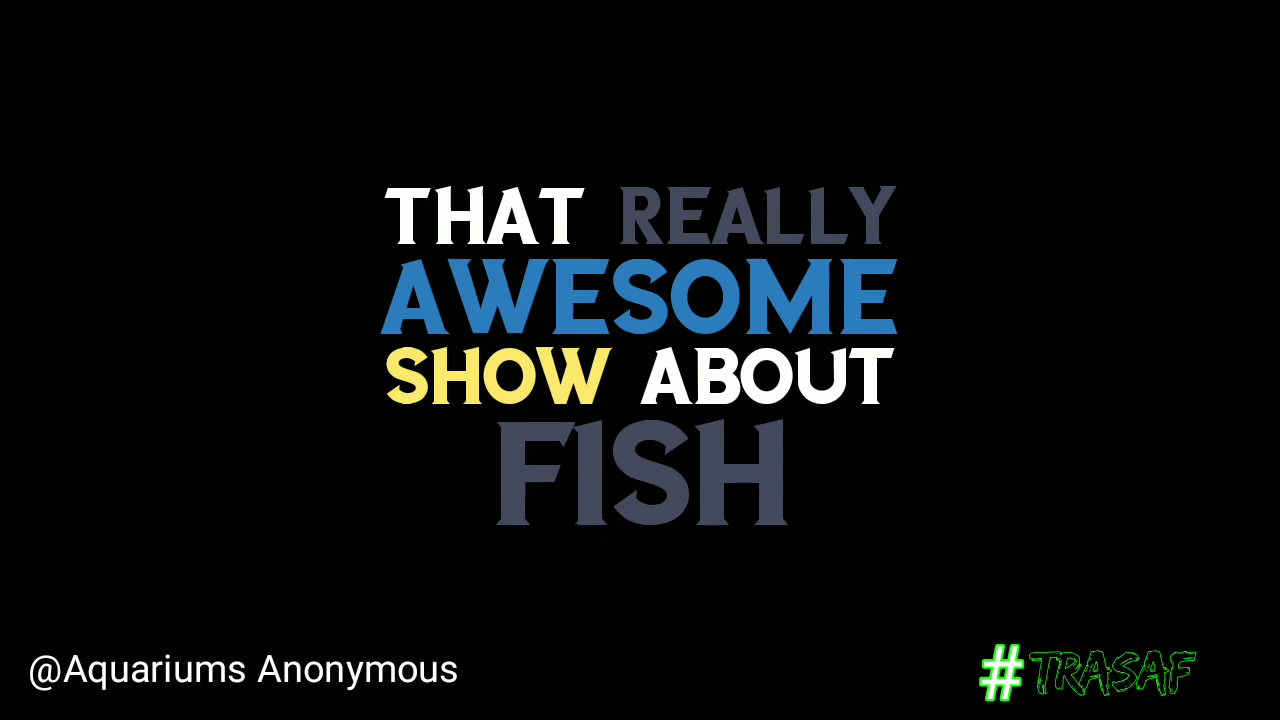 THAT REALLY
AWESOME
SHOW ABOUT
FISH
@Aquariums Anonymous
#TRASAF